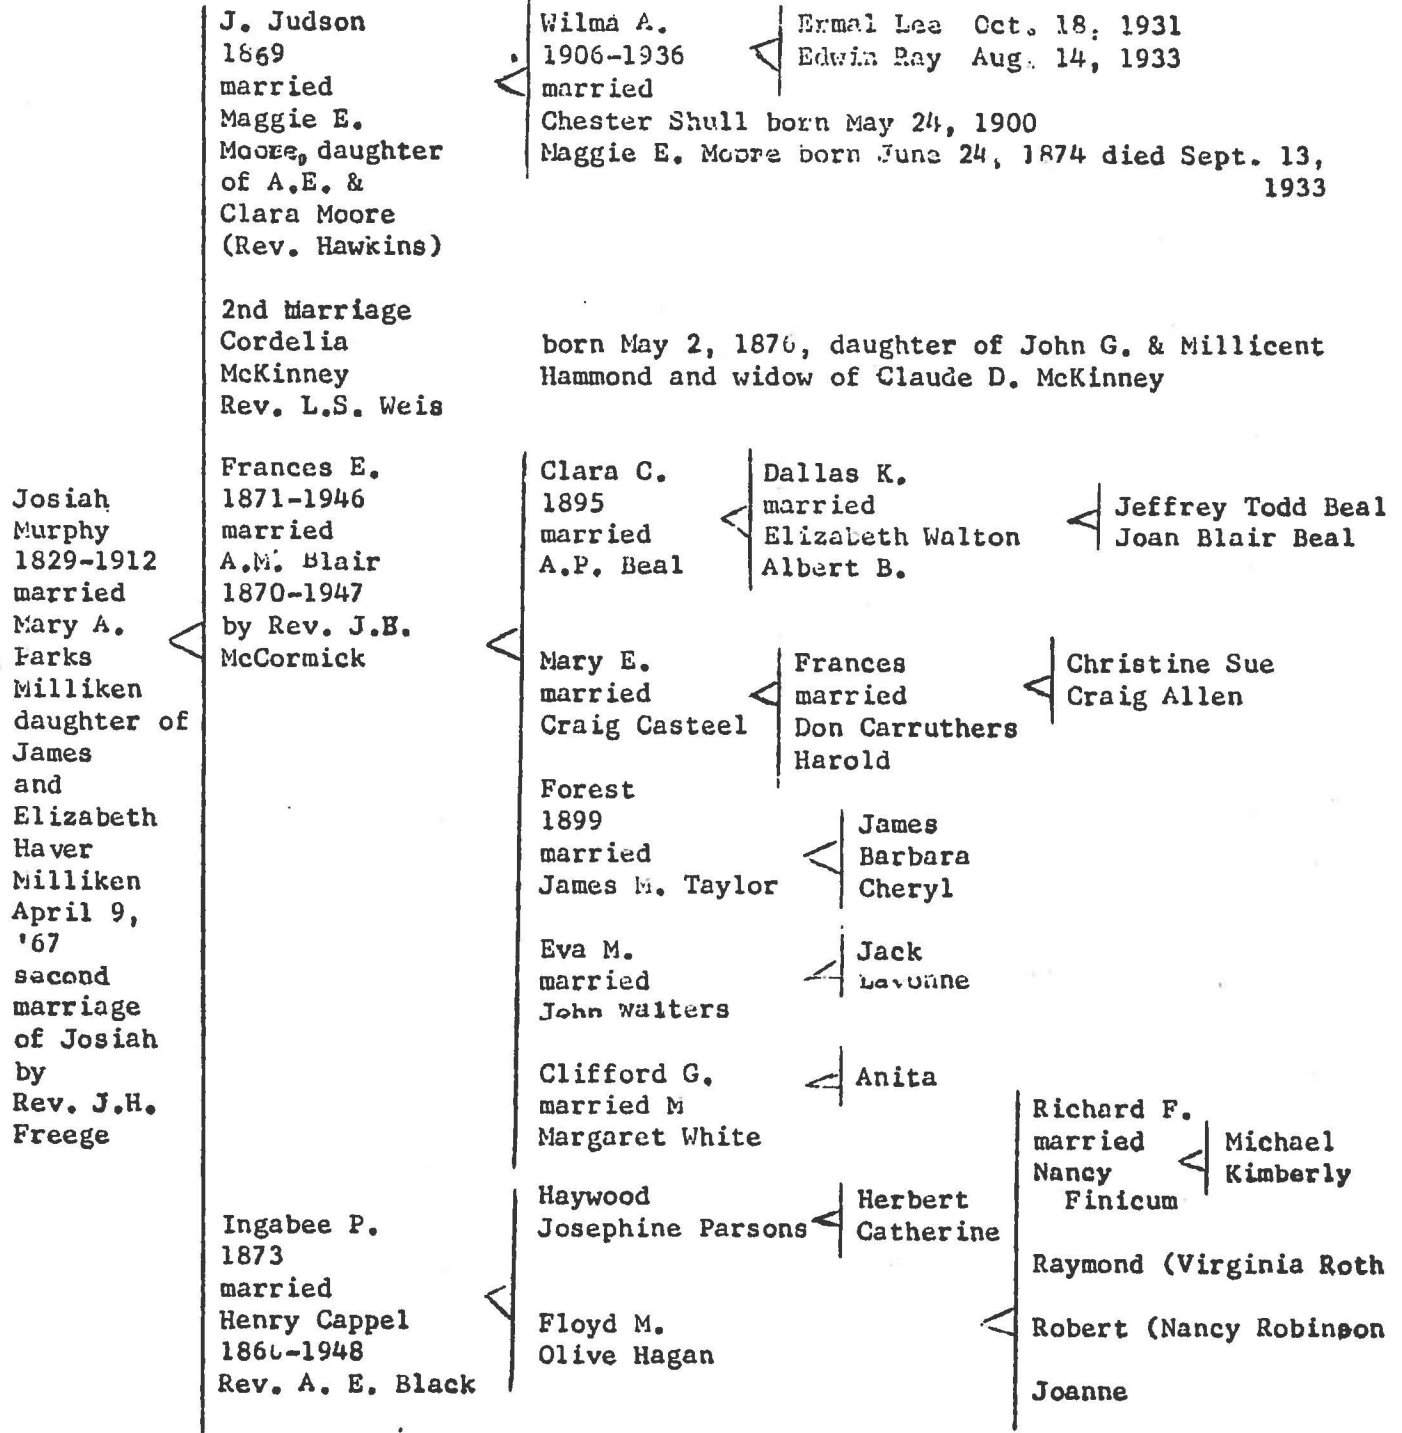 J. Judson
1869
married
Maggie E.
Moore, daughter
of A.E. &
Clara Moore
(Rev. Hawkins)
Wilma A.
1906-1936
married
Chester Shull born May 24, 1900
Maggie E. Moore born June 24, 1874 died Sept. 13,
1933
Ermal Lee Oct. 18, 1931
Edwin Ray Aug. 14, 1933
2nd Marriage
Cordelia
McKinney
Rev. L.S. Weis
born May 2, 1876, daughter of John G. & Millicent
Hammond and widow of Claude D. McKinney
Josiah
Murphy
1829-1912
married
Mary A.
Parks
Milliken
daughter of
James
and
Elizabeth
Haver
Milliken
April 9,
'67
second
marriage
of Josiah
by
Rev. J.H.
Freege
Frances E.
1871-1946
married
A.M. Blair
1870-1947
by Rev. J.B.
McCormick
Clara C.
1895
married
A.P. Beal
Dallas K.
married
Elizabeth Walton
Albert B.
Jeffrey Todd Beal
Joan Blair Beal
Mary E.
married
Craig Casteel
Frances
married
Don Carruthers
Harold
Christine Sue
Craig Allen
Forest
1899
married
James M. Taylor
James
Barbara
Cheryl
Eva M.
married
John Walters
Jack
Clifford G.
married M
Margaret White
Anita
Ingabee P.
1873
married
Henry Cappel
1866-1948
Rev. A. E. Black
Haywood
Josephine Parsons
Herbert
Catherine
Floyd M.
Olive Hagan
Richard F.
married
Nancy
Finicum
Michael
Kimberly
Raymond (Virginia Roth
Robert (Nancy Robinson
Joanne